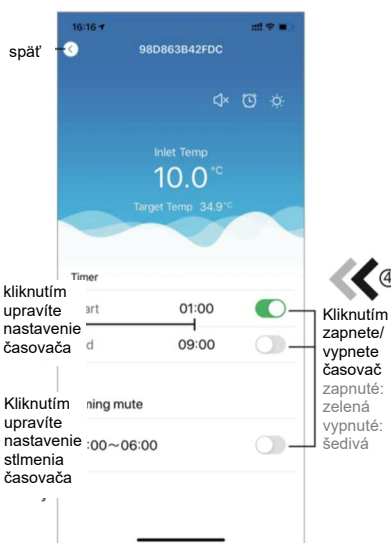 16:16
98D863B42FDC
späť
Inlet Temp
10.0°C
Target Temp 34.9°C
Timer
kliknutím
upravíte
nastavenie
časovača
art 01:00
d 09:00
④
Kliknutím
zapnete/
vypnete
časovač
zapnuté:
zelená
vypnuté:
šedivá
Kliknutím
upravíte
nastavenie
stlmenia
časovača
ning mute
:00~06:00